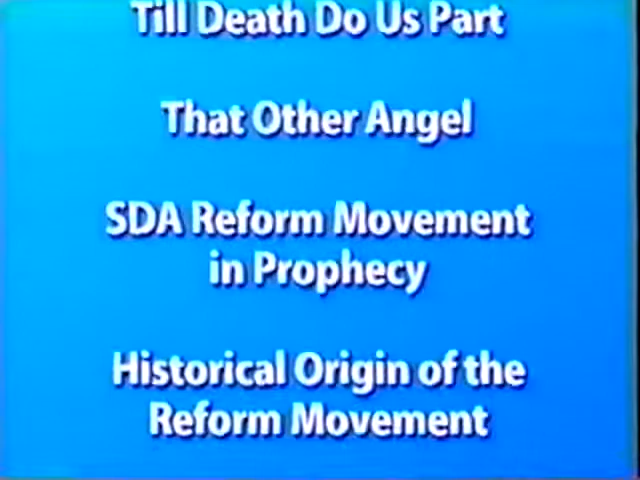 Till Death Do Us Part
That Other Angel
SDA Reform Movement
in Prophecy
Historical Origin of the
Reform Movement